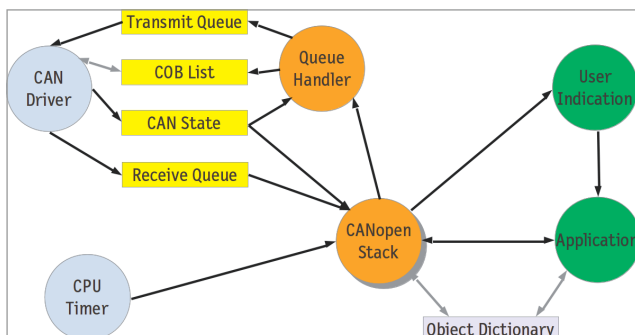 Transmit Queue
CAN
Driver
COB List
Queue
Handler
User
Indication
CAN State
Receive Queue
CANopen
Stack
Application
CPU
Timer
Object Dictionary